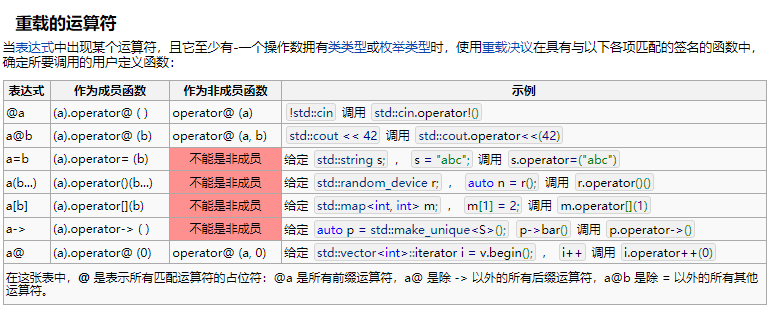 重载的运算符
当表达式中出现某个运算符，且它至少有-一个操作数拥有类类型或枚举类型时，使用重载决议在具有与以下各项匹配的签名的函数中，
确定所要调用的用户定义函数：
表达式 作为成员函数 作为非成员函数 示例
@a (a).operator@ ( ) operator@ (a) !std::cin 调用 std::cin.operator!()
a@b (a).operator@ (b) operator@ (a, b) std::cout << 42 调用 std::cout.operator<<(42)
a=b (a).operator= (b) 不能是非成员 给定 std::string s; ， s = "abc"; 调用 s.operator=("abc")
a(b...) (a).operator()(b...) 不能是非成员 给定 std::random_device r; ， auto n = r(); 调用 r.operator()()
a[b] (a).operator[](b) 不能是非成员 给定 std::map<int, int> m; ， m[1] = 2; 调用 m.operator[](1)
a-> (a).operator-> ( ) 不能是非成员 给定 auto p = std::make_unique<S>(); p->bar() 调用 p.operator->()
a@ (a).operator@ (0) operator@ (a, 0) 给定 std::vector<int>::iterator i = v.begin(); ， i++ 调用 i.operator++(0)
在这张表中，@ 是表示所有匹配运算符的占位符：@a 是所有前缀运算符，a@ 是除 -> 以外的所有后缀运算符，a@b 是除 = 以外的所有其他
运算符。